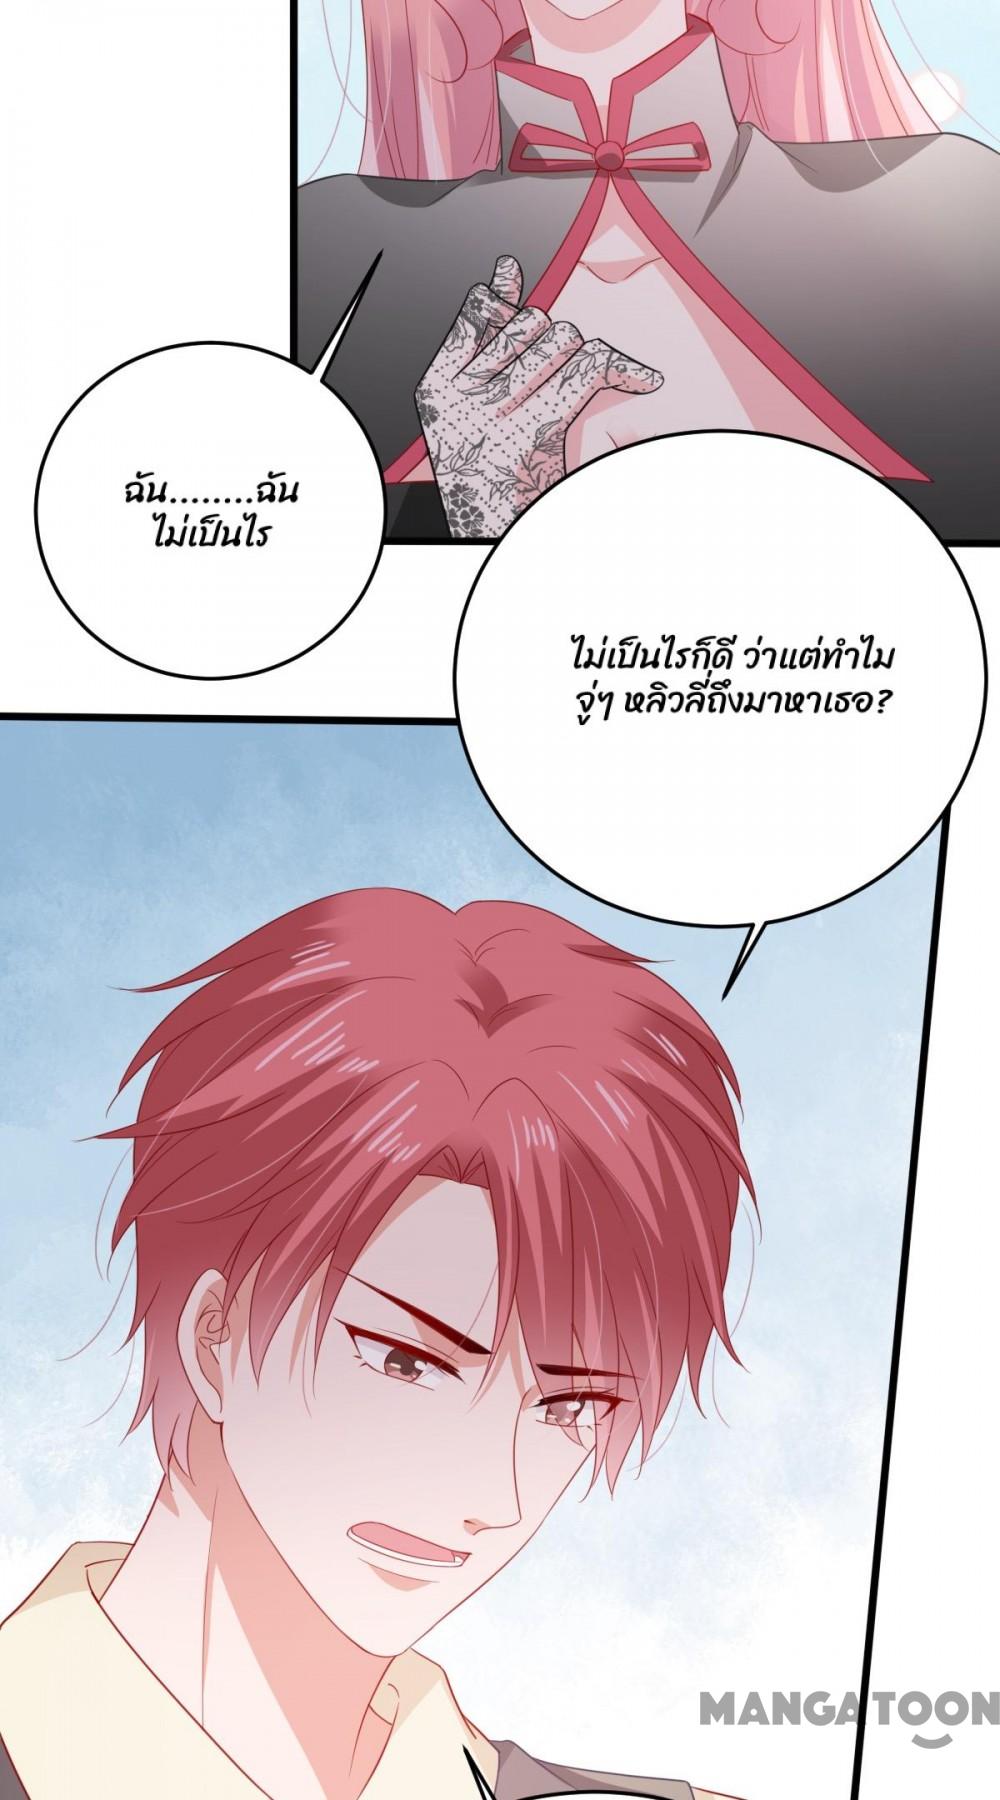 ฉัน........ฉัน
ไม่เป็นไร
ไม่เป็นไรก็ดี ว่าแต่ทำไม
จู่ๆ หลิวลี่ถึงมาหาเธอ?
MANGATOON